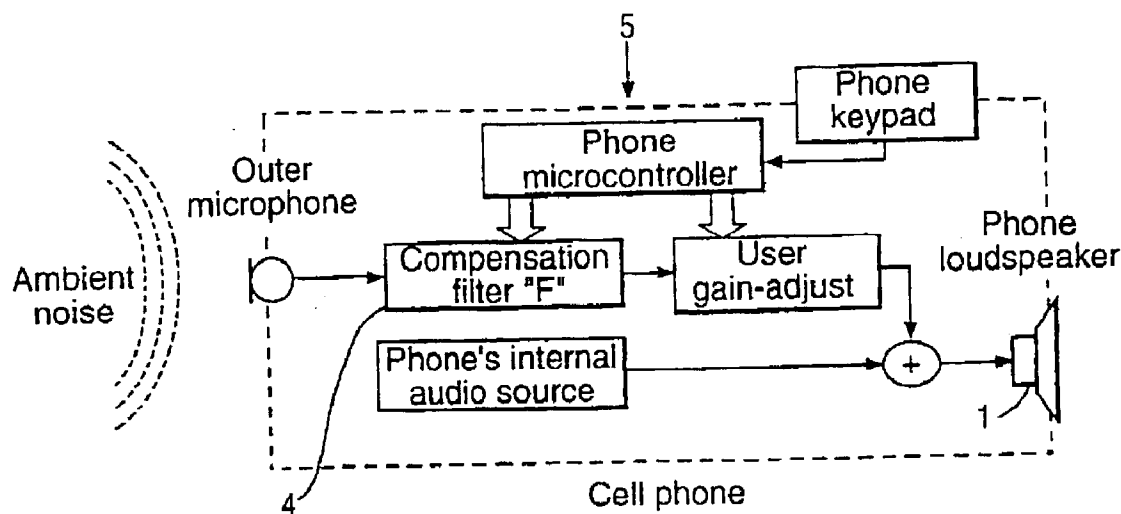 5
Phone
keypad
Phone
microcontroller
Outer
microphone
Phone
loudspeaker
Ambient
noise
Compensation
filter "F"
User
gain-adjust
Phone's internal
audio source
+
1
4
Cell phone